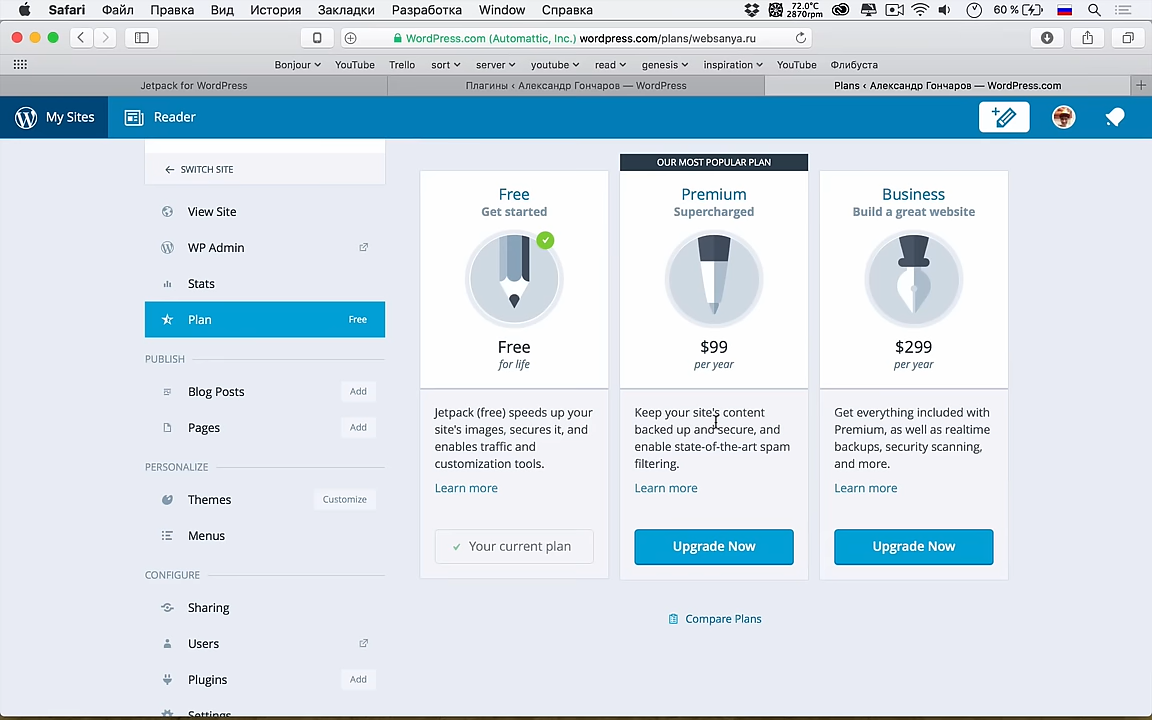 Safari Файл Правка Вид История Закладки Разработка Window Справка 72.0°C 2870rpm 60 %
WordPress.com (Automattic, Inc.) wordpress.com/plans/websanya.ru
Bonjour YouTube Trello sort server youtube read genesis inspiration YouTube Флибуста
Jetpack for WordPress Плагины ‹ Александр Гончаров — WordPress Plans ‹ Александр Гончаров — WordPress.com
My Sites Reader
SWITCH SITE
View Site
WP Admin
Stats
Plan Free
PUBLISH
Blog Posts Add
Pages Add
PERSONALIZE
Themes Customize
Menus
CONFIGURE
Sharing
Users
Plugins Add
Settings
Free
Get started
Free
for life
Jetpack (free) speeds up your
site's images, secures it, and
enables traffic and
customization tools.
Learn more
Your current plan
OUR MOST POPULAR PLAN
Premium
Supercharged
$99
per year
Keep your site's content
backed up and secure, and
enable state-of-the-art spam
filtering.
Learn more
Upgrade Now
Business
Build a great website
$299
per year
Get everything included with
Premium, as well as realtime
backups, security scanning,
and more.
Learn more
Upgrade Now
Compare Plans